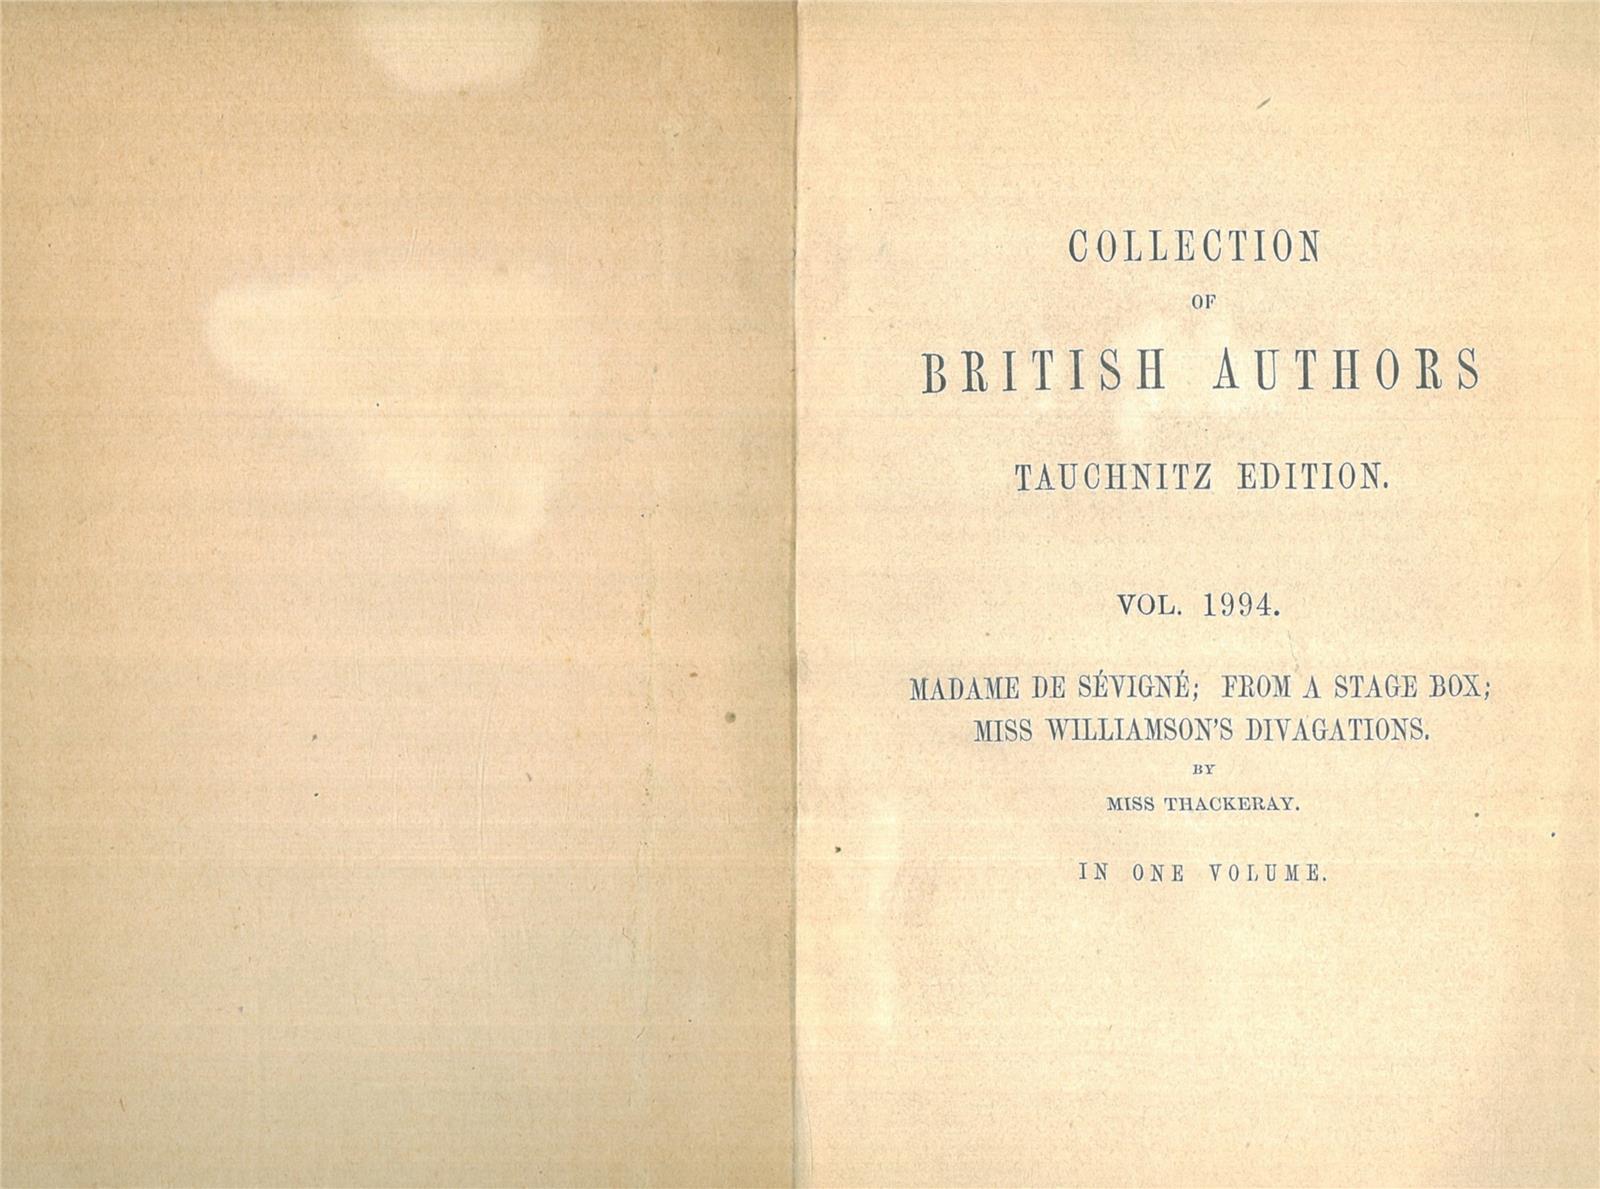 COLLECTION
OF
BRITISH AUTHORS
TAUCHNITZ EDITION.
VOL. 1994.
MADAME DE SÉVIGNÉ; FROM A STAGE BOX;
MISS WILLIAMSON'S DIVAGATIONS.
BY
MISS THACKERAY.
IN ONE VOLUME.